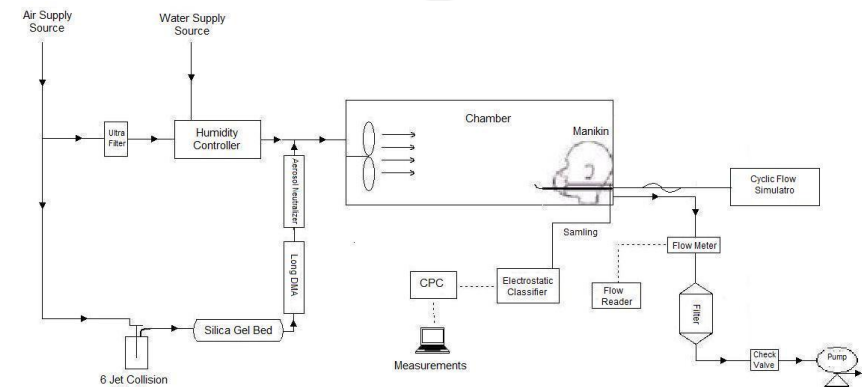 Air Supply
Source
Water Supply
Source
Ultra
Filter
Humidity
Controller
Chamber
Manikin
Cyclic Flow
Simulatro
Aerosol neutralizer
Long DMA
Samling
Flow Meter
CPC
Electrostatic
Classifier
Flow
Reader
Filter
Silica Gel Bed
Measurements
6 Jet Collision
Check
Valve
Pump